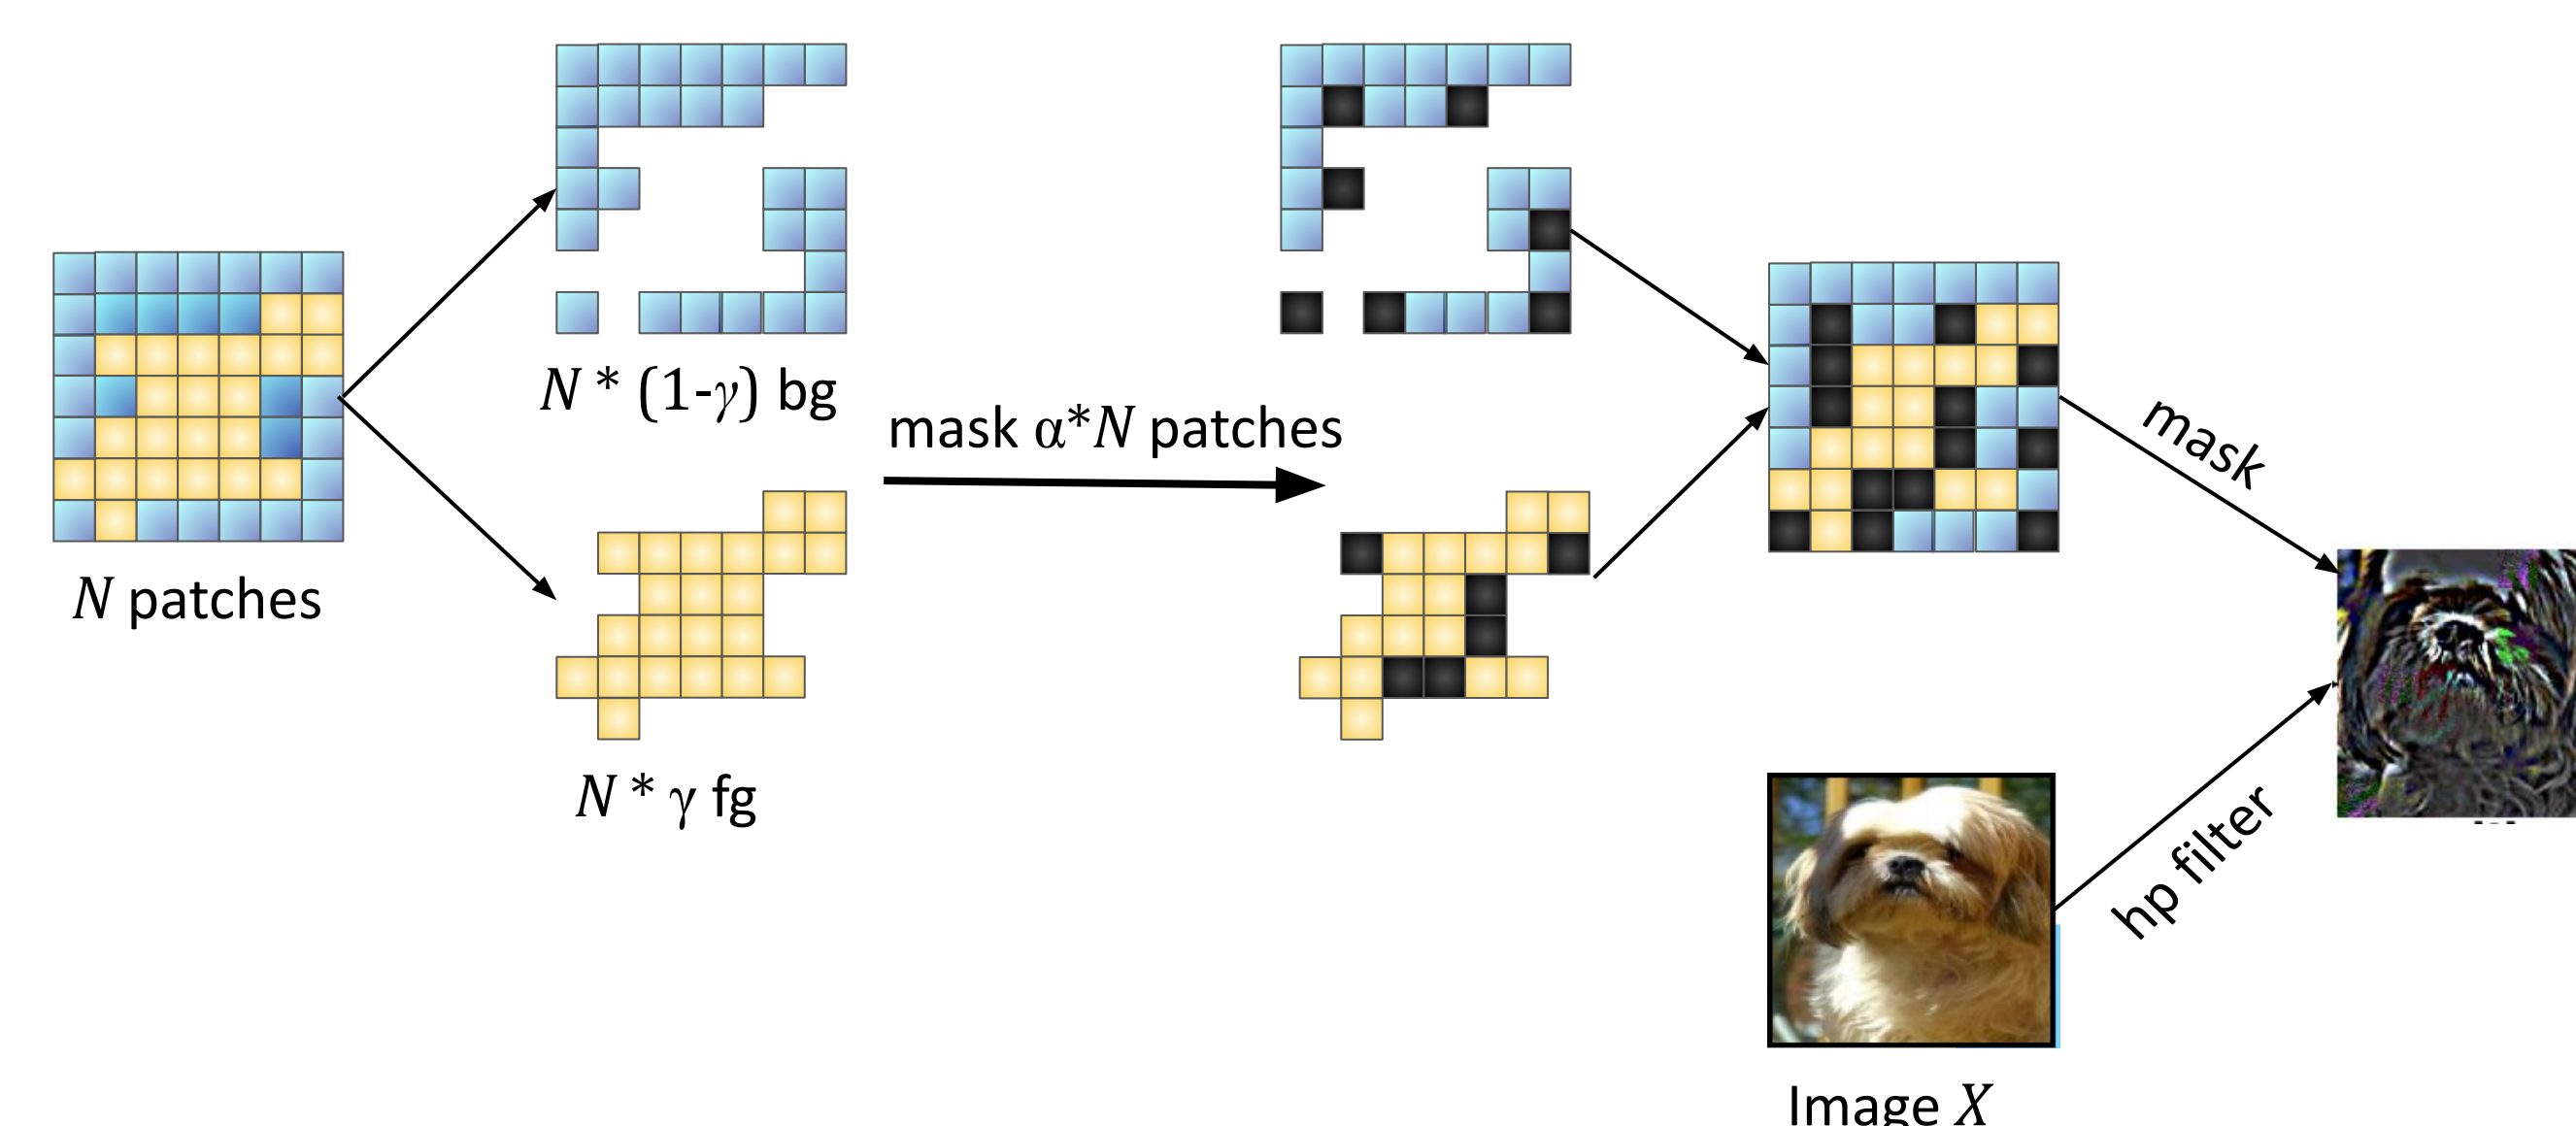 N * (1-γ) bg
mask α*N patches
mask
N patches
N * γ fg
hp filter
Image X